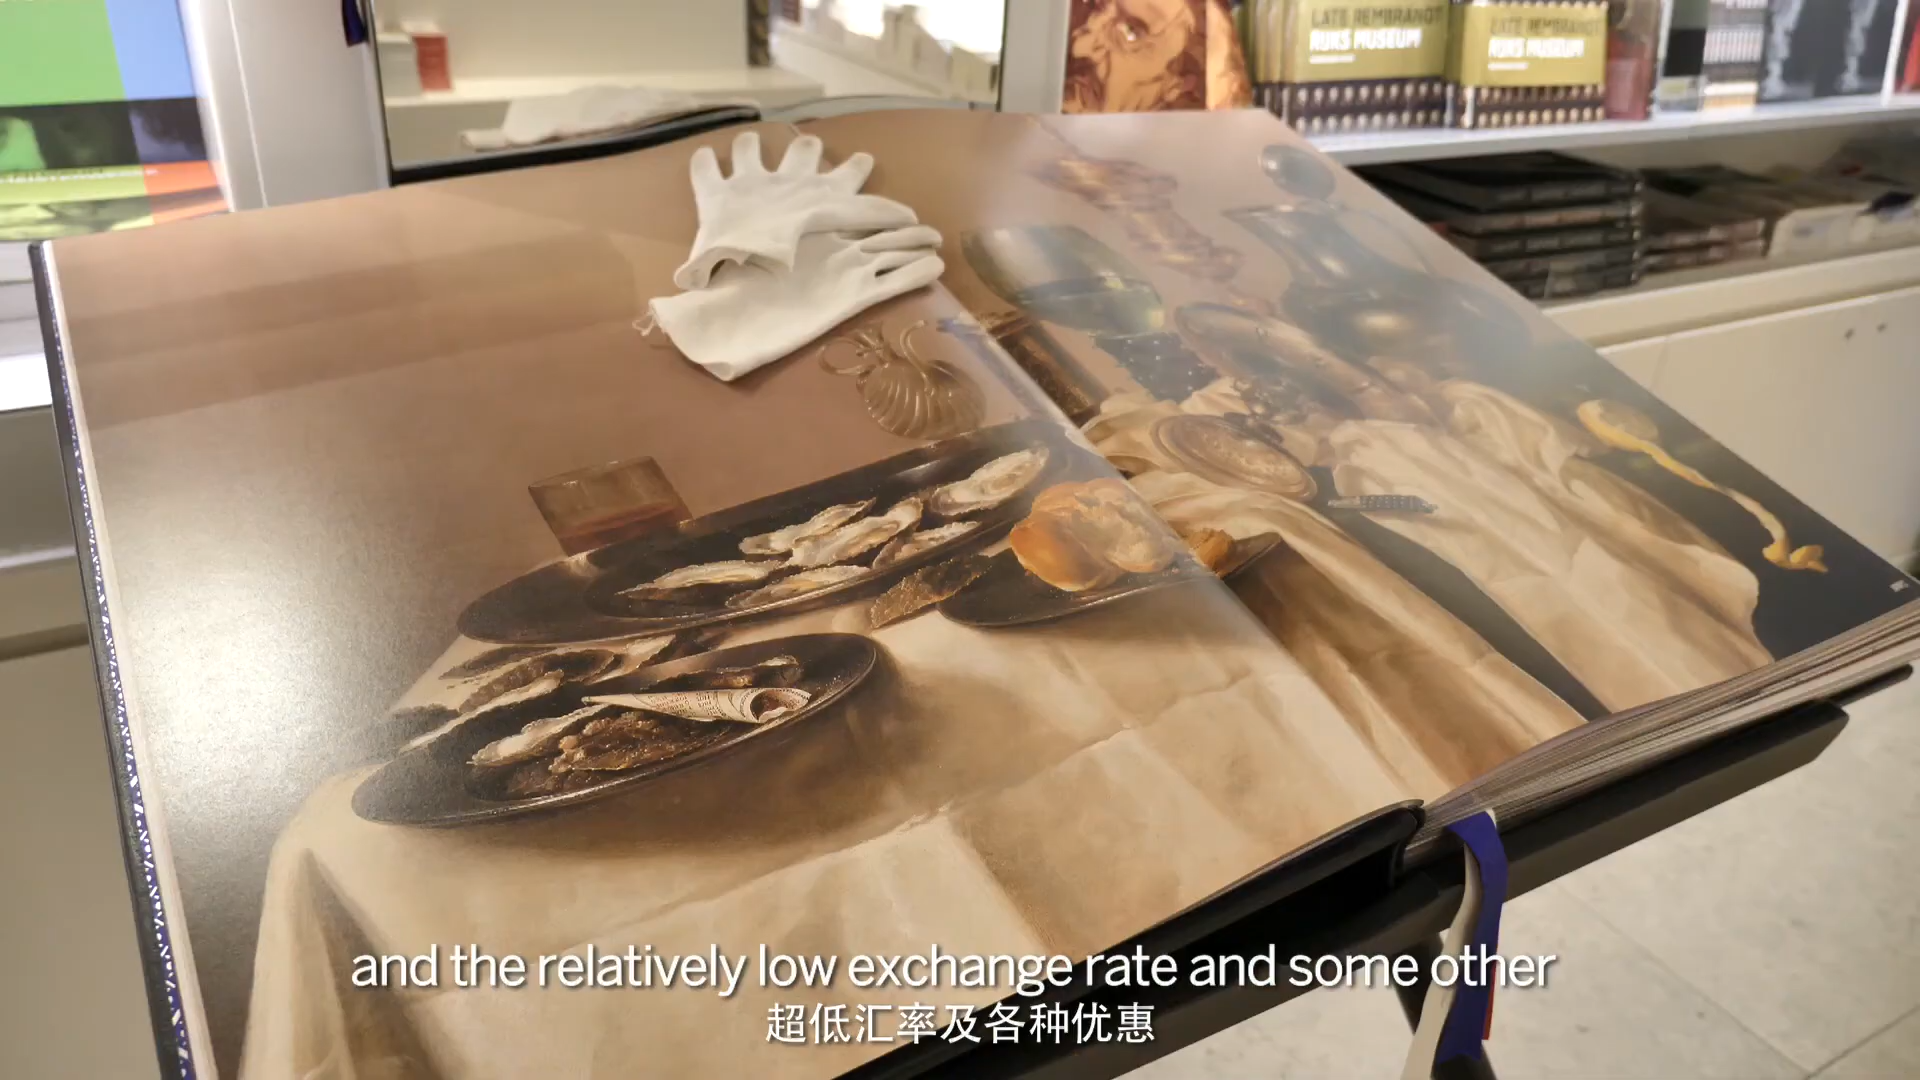 LATE REMBRANDT
RIJKS MUSEUM
LATE REMBRANDT
RIJKS MUSEUM
and the relatively low exchange rate and some other
超低汇率及各种优惠